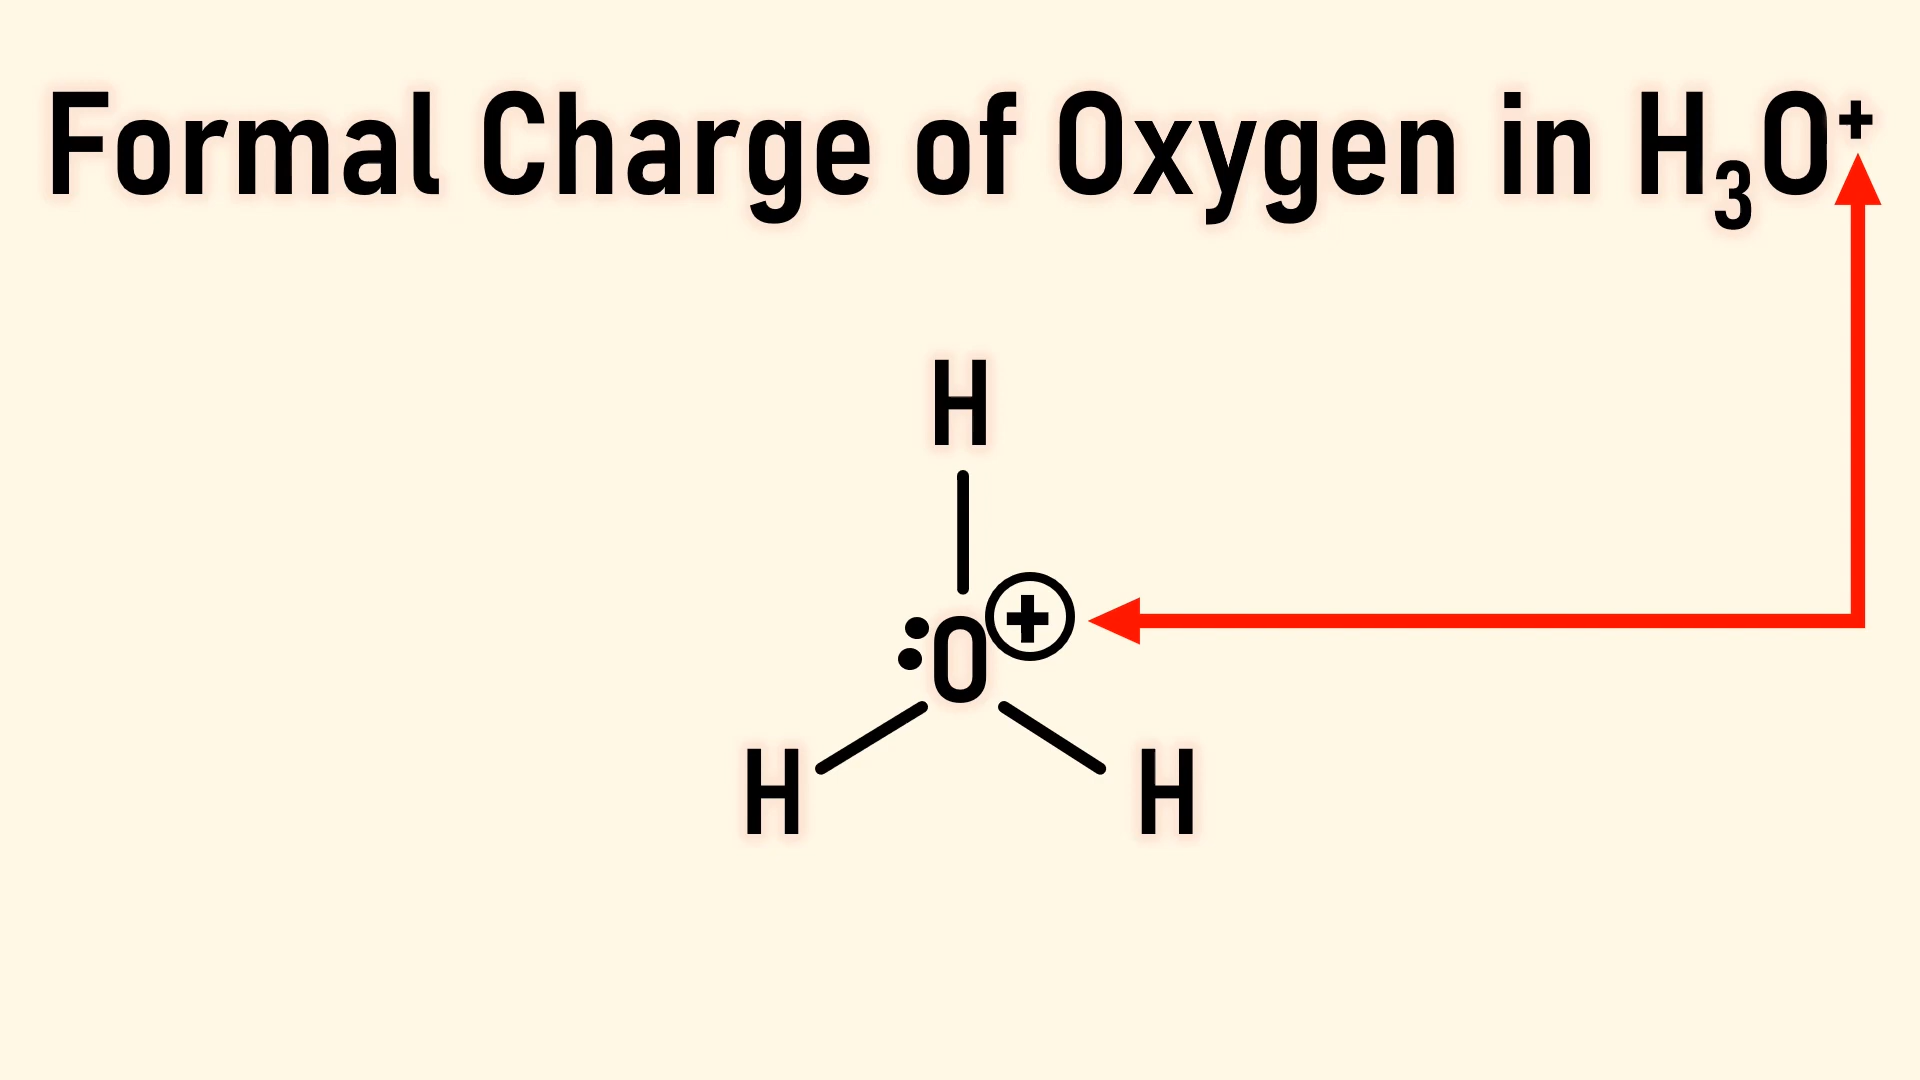 Formal Charge of Oxygen in H₃O⁺
H
O +
H H